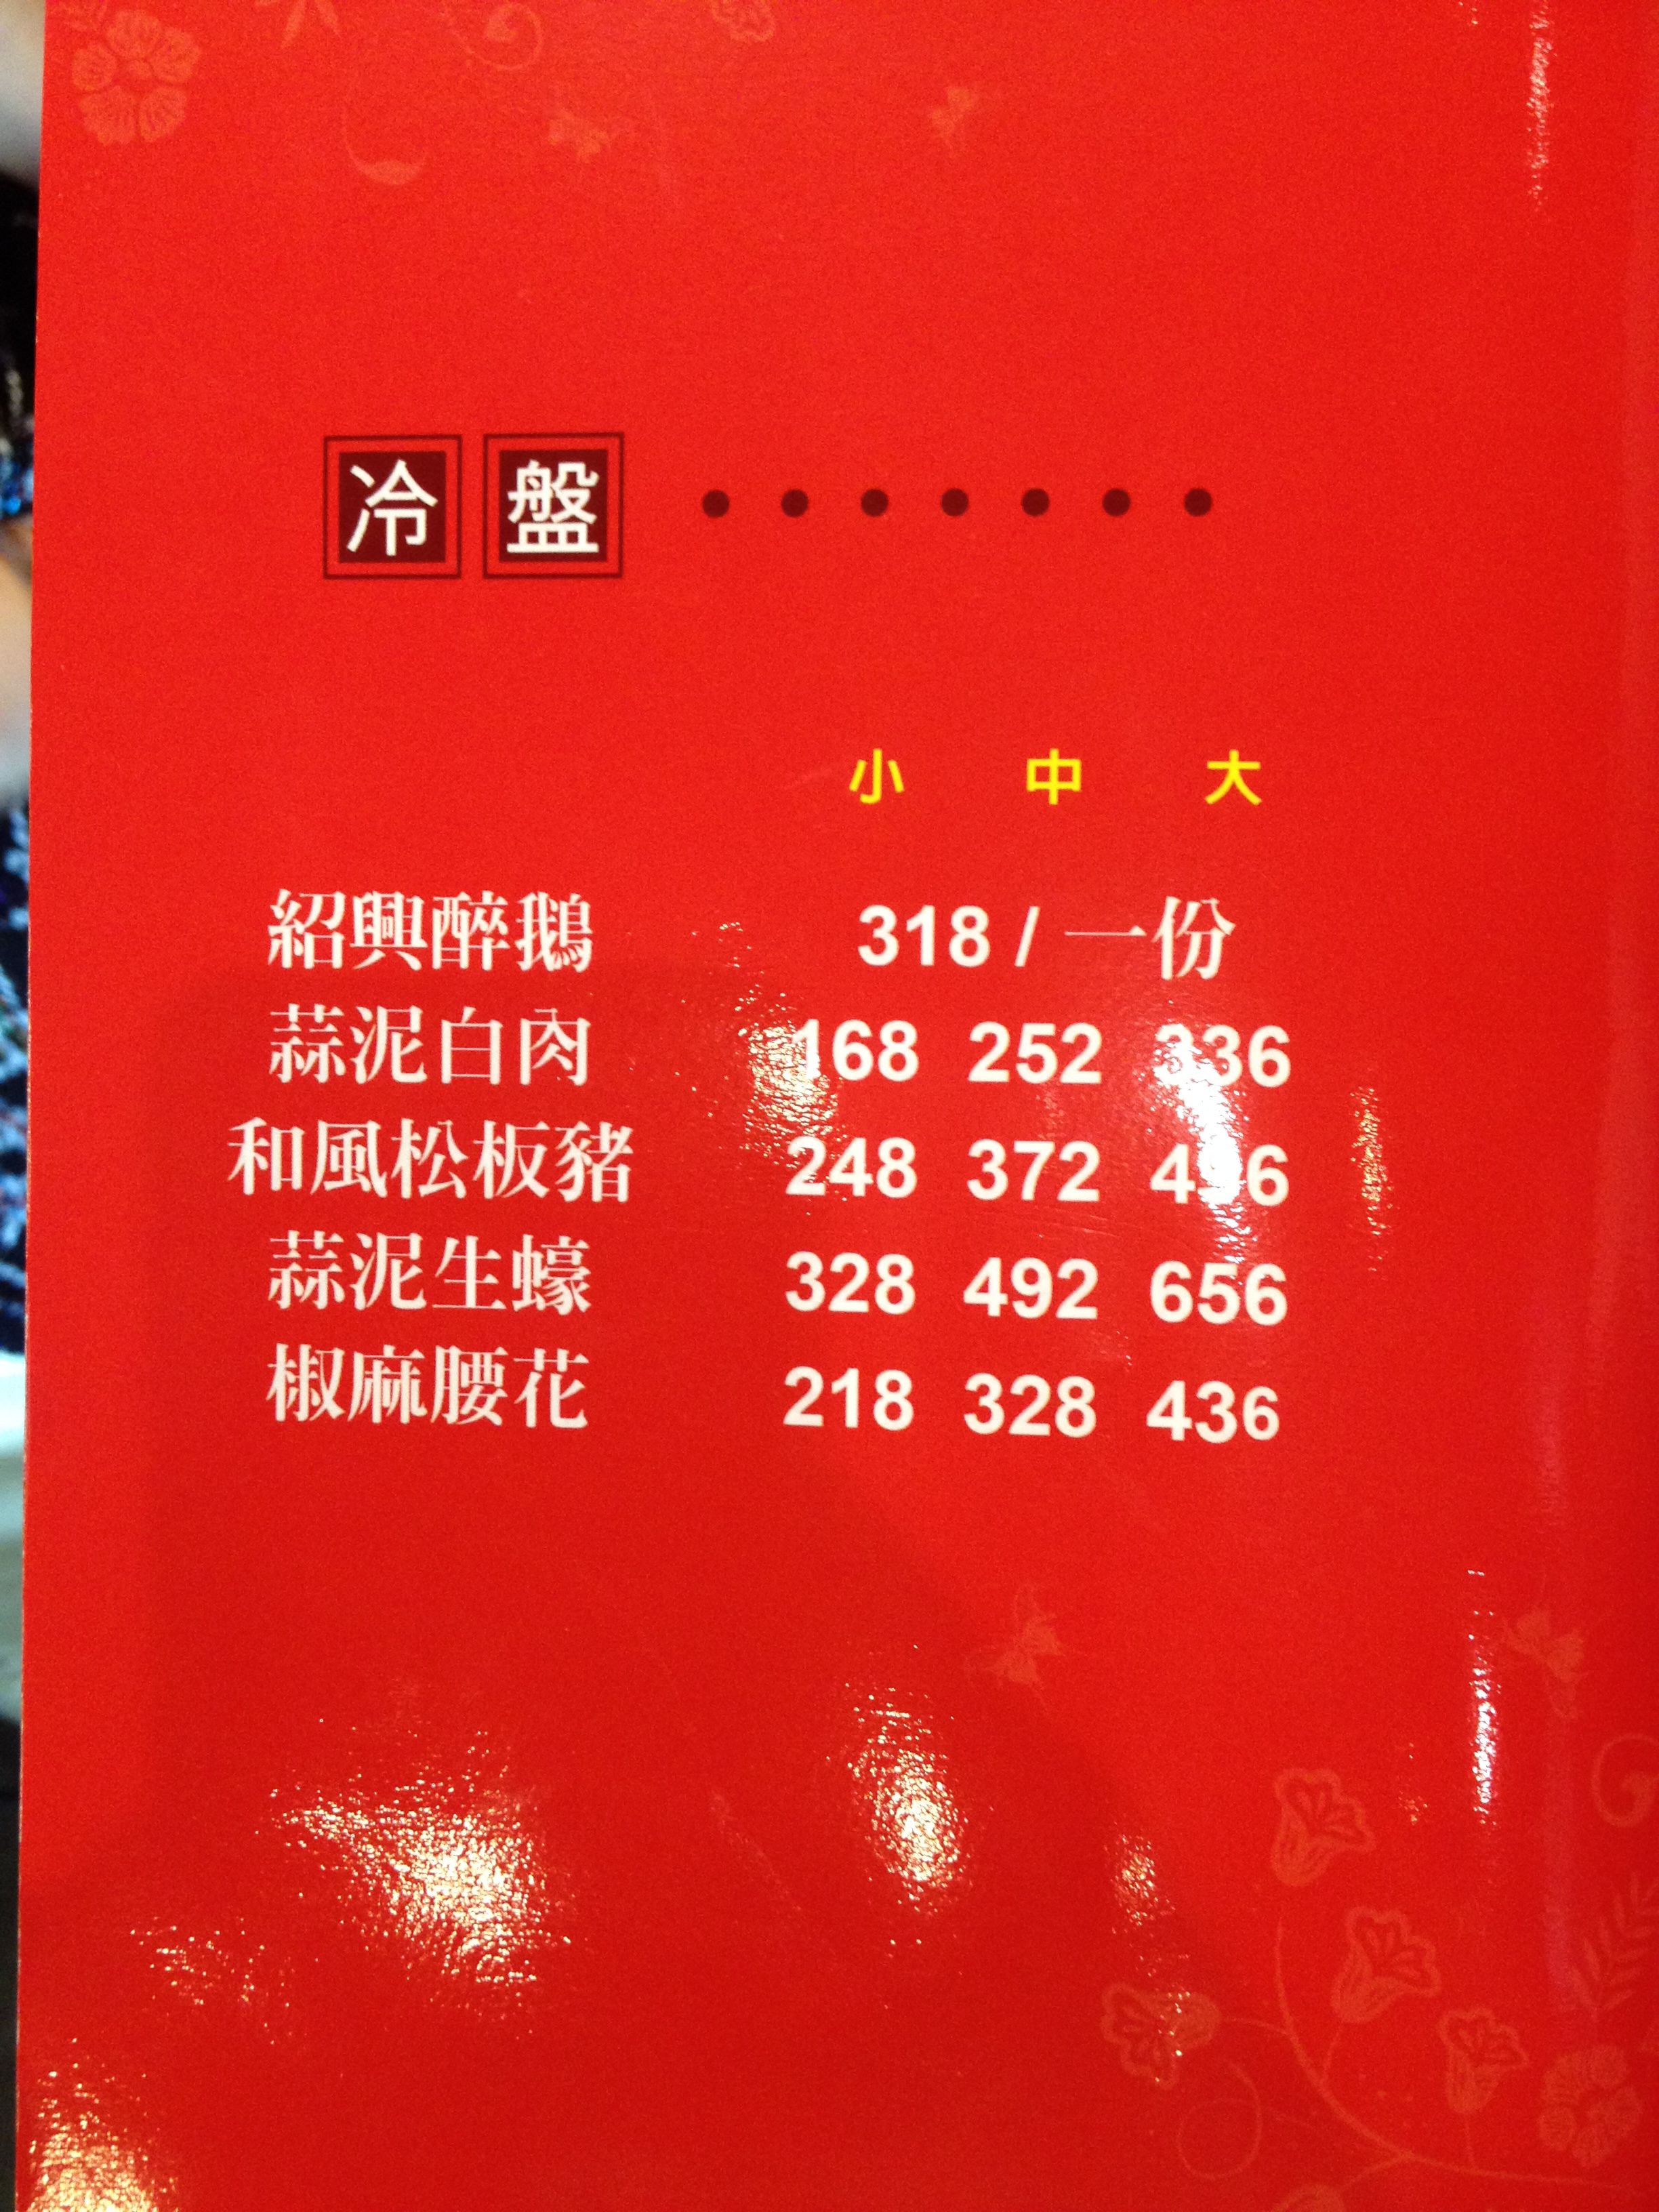 冷盤
小 中 大
紹興醉鵝 318 / 一份
蒜泥白肉 168 252 336
和風松板豬 248 372 496
蒜泥生蠔 328 492 656
椒麻腰花 218 328 436